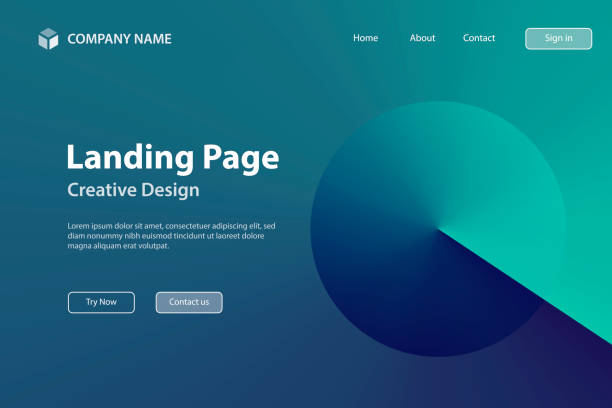 COMPANY NAME
Home
About
Contact
Sign in
Landing Page
Creative Design
Lorem ipsum dolor sit amet, consectetuer adipiscing elit,
sed diam nonummy nibh euismod tincidunt ut laoreet dolore
magna aliquam erat volutpat.
Try Now
Contact us